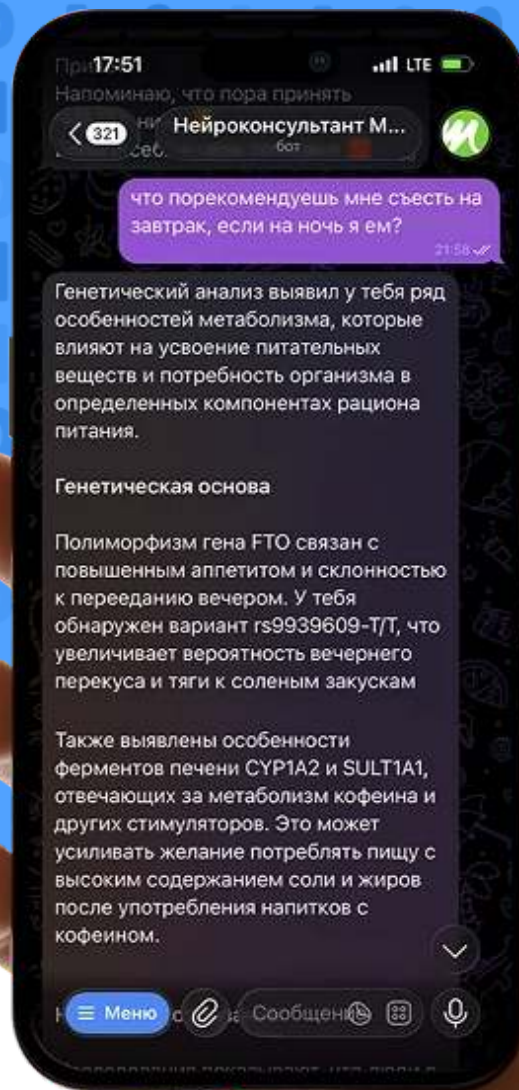 17:51
LTE
Напоминаю, что пора принять
321
Нейроконсультант М...
бот
что порекомендуешь мне съесть на
завтрак, если на ночь я ем?
21:58
Генетический анализ выявил у тебя ряд
особенностей метаболизма, которые
влияют на усвоение питательных
веществ и потребность организма в
определенных компонентах рациона
питания.
Генетическая основа
Полиморфизм гена FTO связан с
повышенным аппетитом и склонностью
к перееданию вечером. У тебя
обнаружен вариант rs9939609-T/T, что
увеличивает вероятность вечернего
перекуса и тяги к соленым закускам
Также выявлены особенности
ферментов печени CYP1A2 и SULT1A1,
отвечающих за метаболизм кофеина и
других стимуляторов. Это может
усиливать желание потреблять пищу с
высоким содержанием соли и жиров
после употребления напитков с
кофеином.
Меню
Сообщение